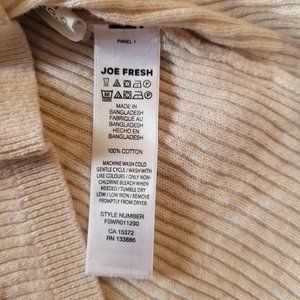 PANEL 1
JOE FRESH
MADE IN
BANGLADESH
FABRIQUÉ AU
BANGLADESH
HECHO EN
BANGLADESH
100% COTTON
MACHINE WASH COLD
GENTLE CYCLE / WASH WITH
LIKE COLOURS / ONLY NON-
CHLORINE BLEACH WHEN
NEEDED / TUMBLE DRY
LOW / LOW IRON / REMOVE
PROMPTLY FROM DRYER
STYLE NUMBER
F0WR011290
CA 15372
RN 133886